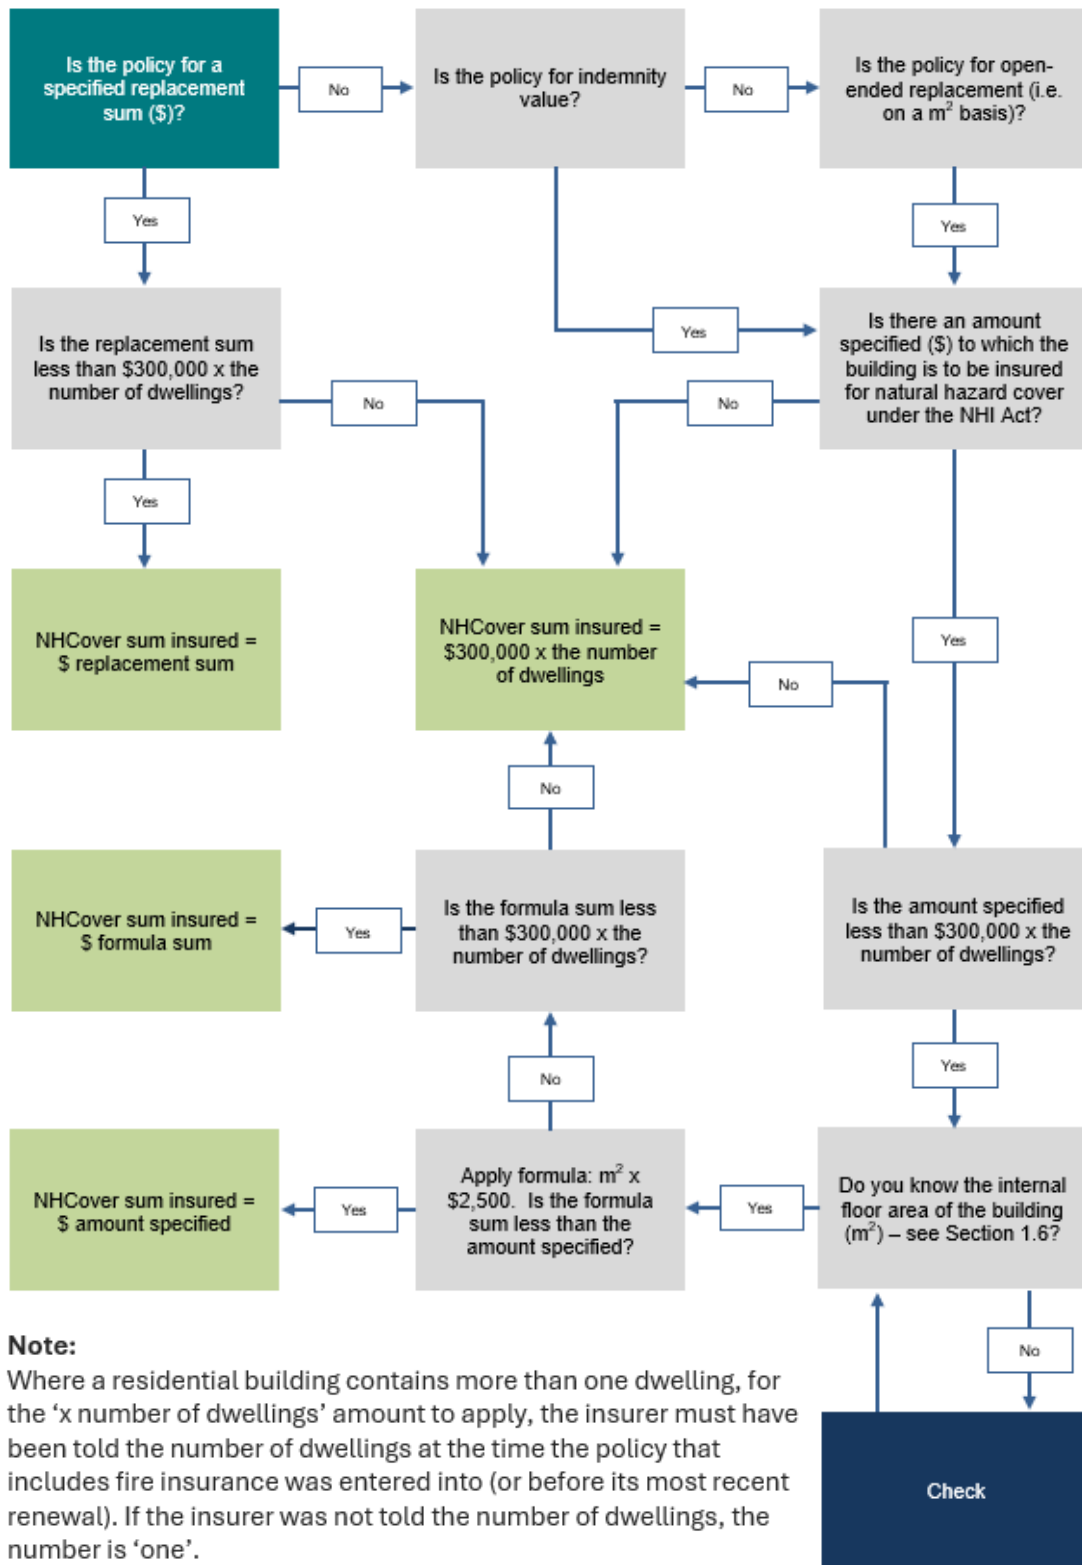 Is the policy for a
specified replacement
sum ($)?
No
Is the policy for indemnity
value?
No
Is the policy for open-
ended replacement (i.e.
on a m² basis)?
Yes
Yes
Is the replacement sum
less than $300,000 x the
number of dwellings?
No
Yes
No
Is there an amount
specified ($) to which the
building is to be insured
for natural hazard cover
under the NHI Act?
Yes
NHCover sum insured =
$ replacement sum
NHCover sum insured =
$300,000 x the number
of dwellings
No
Yes
No
NHCover sum insured =
$ formula sum
Yes
Is the formula sum less
than $300,000 x the
number of dwellings?
Is the amount specified
less than $300,000 x the
number of dwellings?
No
Yes
NHCover sum insured =
$ amount specified
Yes
Apply formula: m² x
$2,500. Is the formula
sum less than the
amount specified?
Yes
Do you know the internal
floor area of the building
(m²) – see Section 1.6?
No
Check
Note:
Where a residential building contains more than one dwelling, for
the ‘x number of dwellings’ amount to apply, the insurer must have
been told the number of dwellings at the time the policy that
includes fire insurance was entered into (or before its most recent
renewal). If the insurer was not told the number of dwellings, the
number is ‘one’.